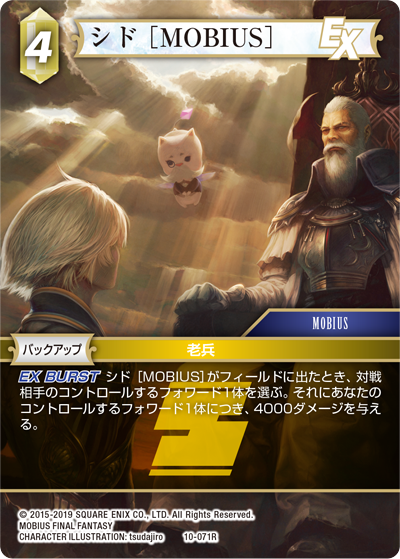 4
シド［MOBIUS］
EX
MOBIUS
バックアップ
老兵
EX BURST シド［MOBIUS］がフィールドに出たとき、対戦
相手のコントロールするフォワード1体を選ぶ。それにあなたの
コントロールするフォワード1体につき、4000ダメージを与え
る。
© 2015-2019 SQUARE ENIX CO., LTD. All Rights Reserved.
MOBIUS FINAL FANTASY
CHARACTER ILLUSTRATION: tsudajiro 10-071R